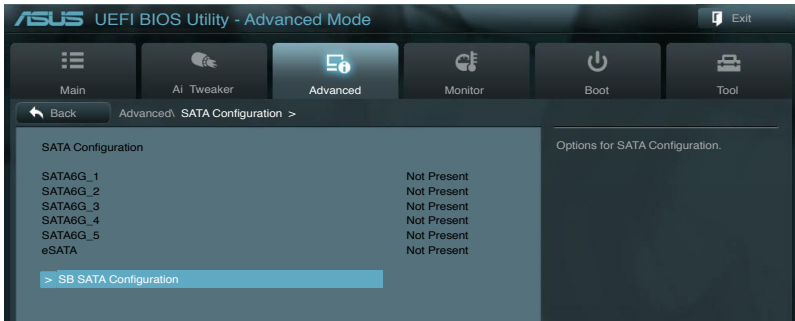 ASUS UEFI BIOS Utility - Advanced Mode
Exit
Main
Ai Tweaker
Advanced
Monitor
Boot
Tool
Back
Advanced\ SATA Configuration >
SATA Configuration
SATA6G_1 Not Present
SATA6G_2 Not Present
SATA6G_3 Not Present
SATA6G_4 Not Present
SATA6G_5 Not Present
eSATA Not Present
> SB SATA Configuration
Options for SATA Configuration.